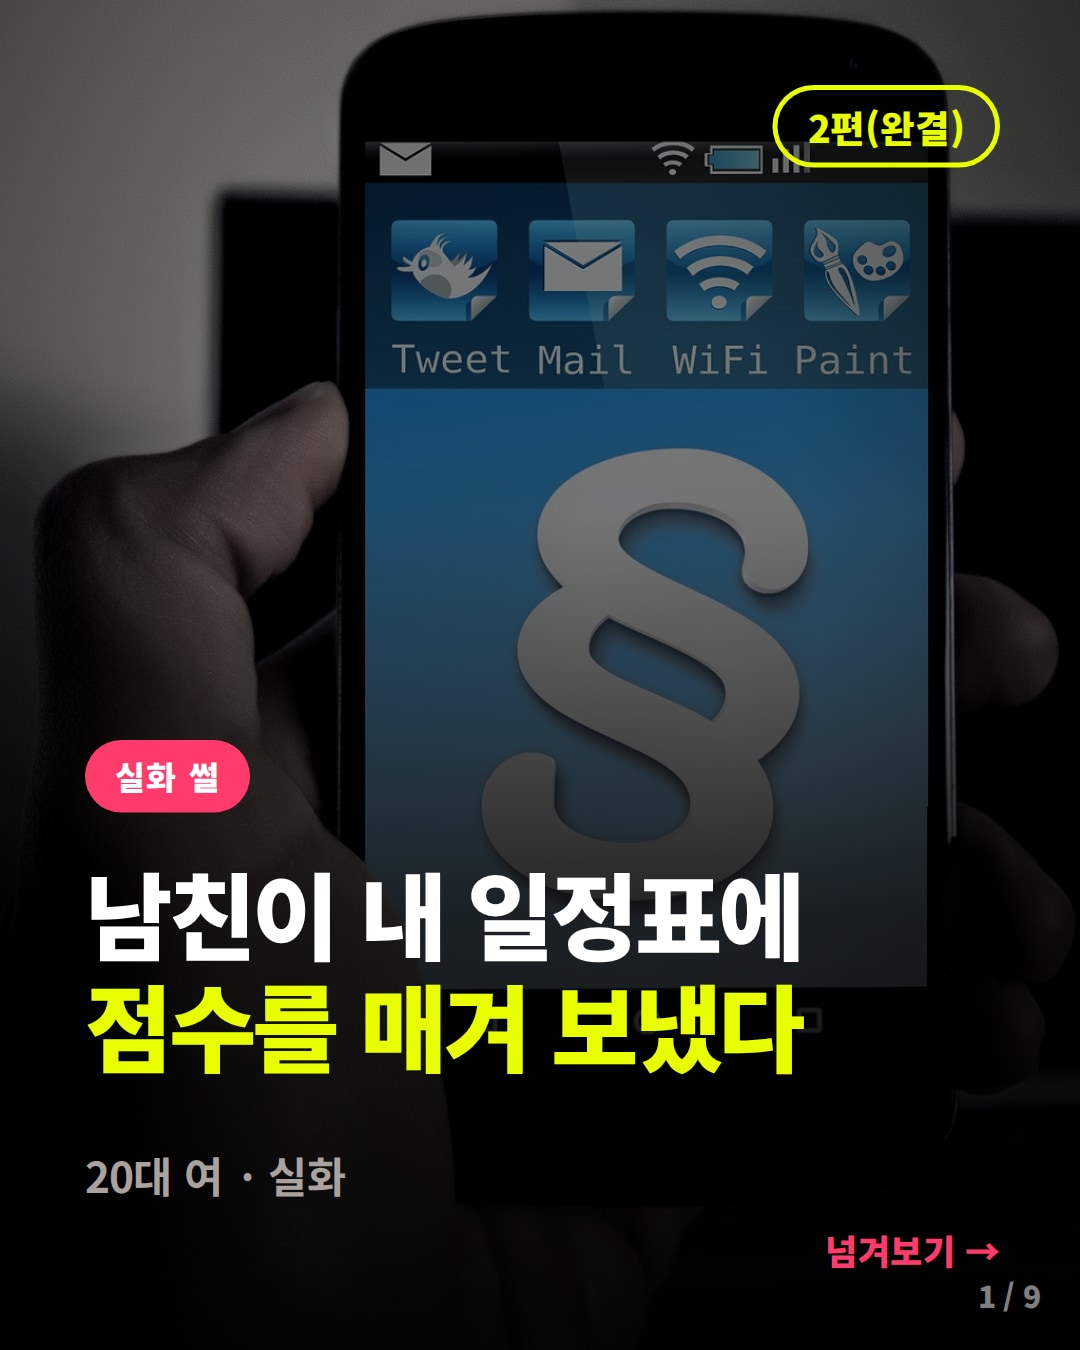 2편(완결)
Tweet Mail WiFi Paint
§
실화 썰
남친이 내 일정표에
점수를 매겨 보냈다
20대 여 · 실화
넘겨보기 →
1 / 9